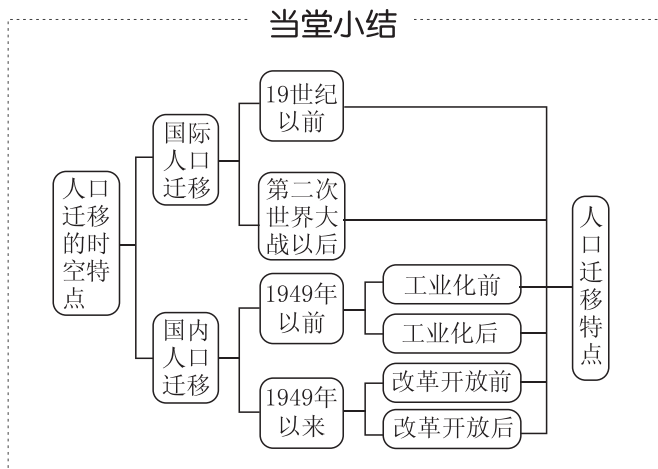 当堂小结
人口
迁移
的时
空特
点
国际
人口
迁移
19世纪
以前
第二次
世界大
战以后
国内
人口
迁移
1949年
以前
工业化前
工业化后
1949年
以来
改革开放前
改革开放后
人
口
迁
移
特
点